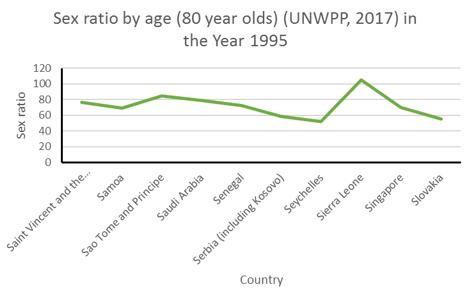 Sex ratio by age (80 year olds) (UNWPP, 2017) in
the Year 1995
120
100
80
60
40
20
0
Sex ratio
Saint Vincent and the...
Samoa
Sao Tome and Principe
Saudi Arabia
Senegal
Serbia (including Kosovo)
Seychelles
Sierra Leone
Singapore
Slovakia
Country